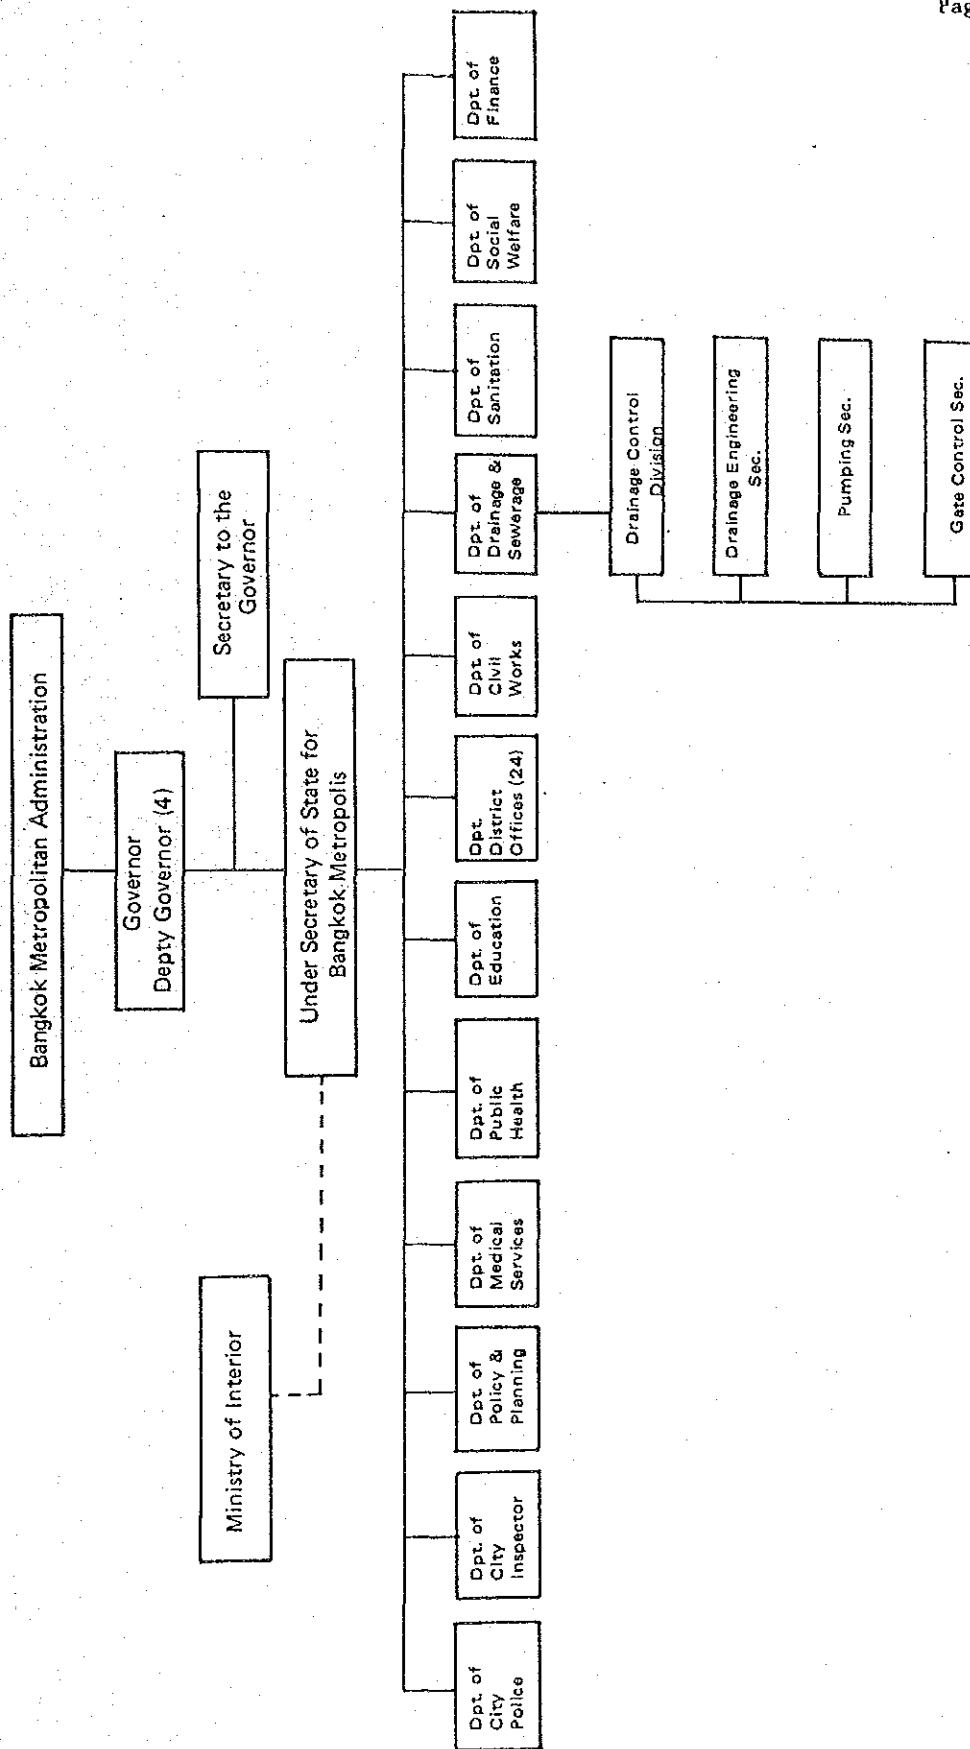 Pag
Bangkok Metropolitan Administration
Governor
Depty Governor (4)
Secretary to the
Governor
Ministry of Interior
Under Secretary of State for
Bangkok Metropolis
Dpt. of
City
Police
Dpt. of
City
Inspector
Dpt. of
Policy &
Planning
Dpt. of
Medical
Services
Dpt. of
Public
Health
Dpt. of
Education
Dpt.
District
Offices (24)
Dpt. of
Civil
Works
Dpt. of
Drainage &
Sewerage
Dpt. of
Sanitation
Dpt. of
Social
Welfare
Dpt. of
Finance
Drainage Control
Division
Drainage Engineering
Sec.
Pumping Sec.
Gate Control Sec.